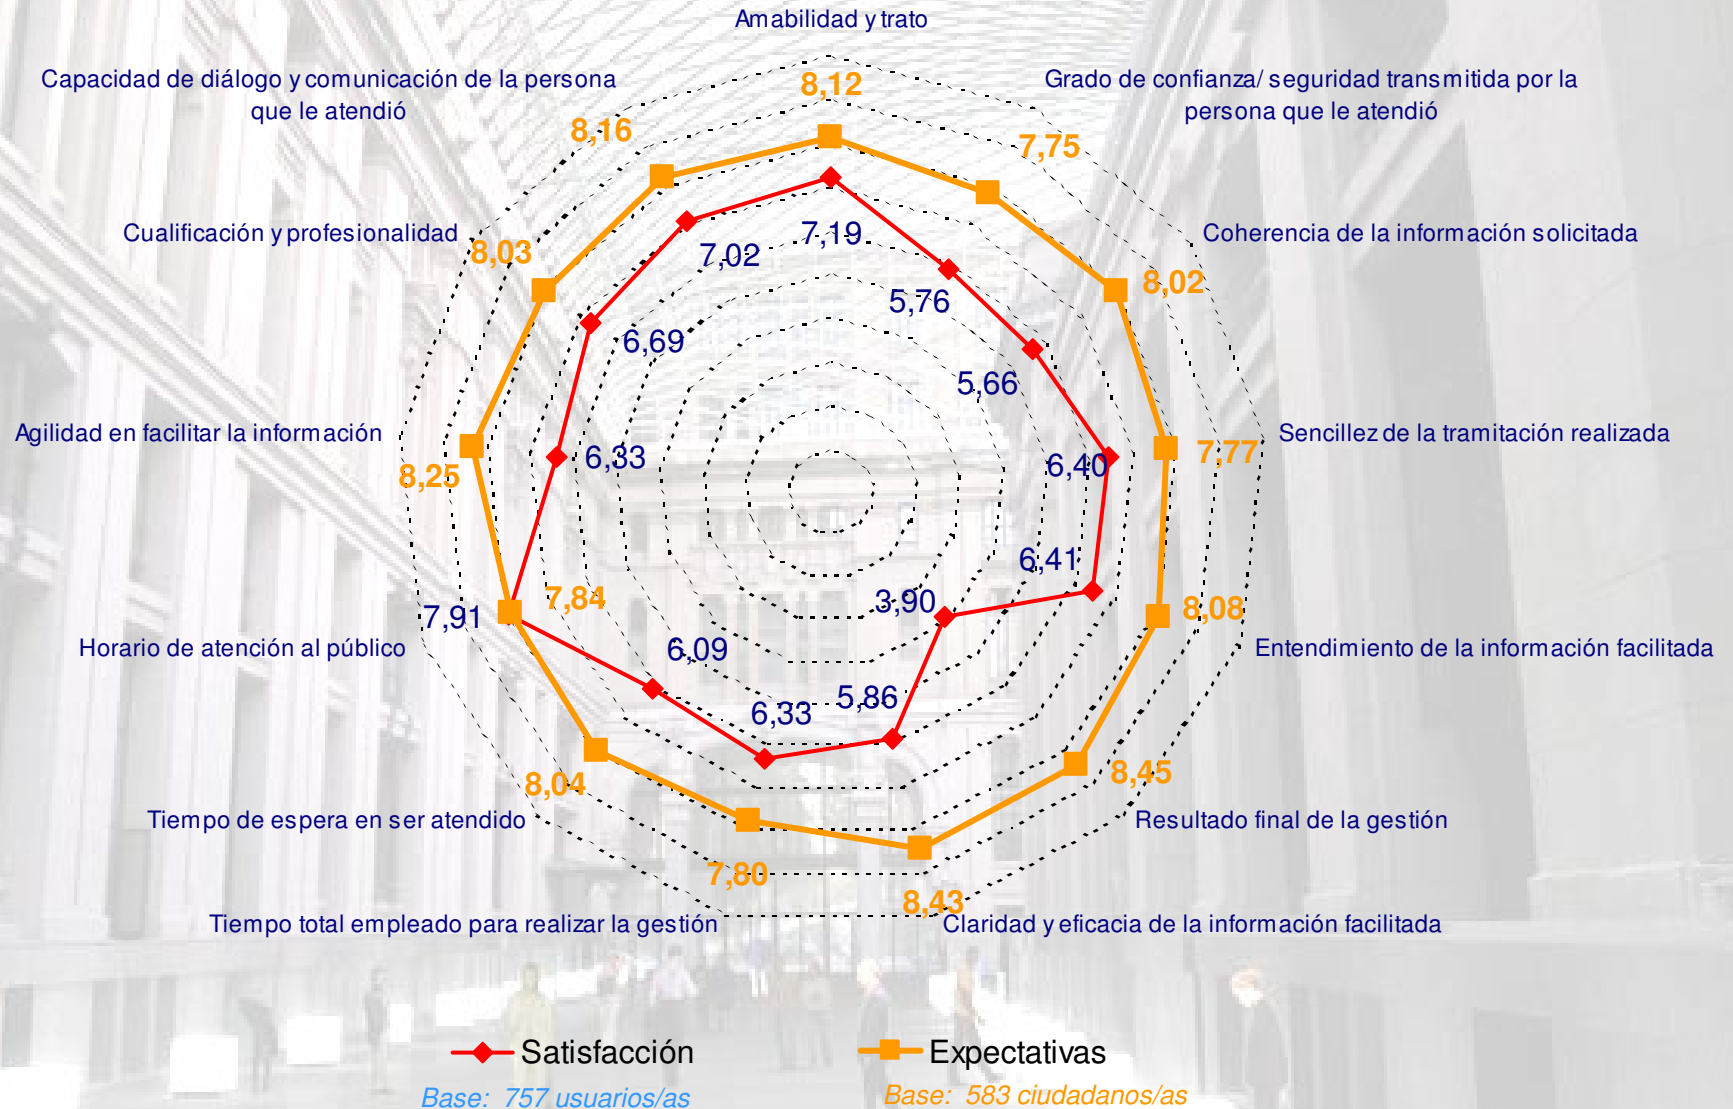 Amabilidad y trato
Capacidad de diálogo y comunicación de la persona
que le atendió
Grado de confianza/ seguridad transmitida por la
persona que le atendió
8,12
8,16
7,75
Cualificación y profesionalidad
8,03
7,02
7,19
Coherencia de la información solicitada
8,02
5,76
6,69
5,66
Agilidad en facilitar la información
8,25
6,33
6,40
7,77
Sencillez de la tramitación realizada
6,41
7,91
7,84
3,90
8,08
Horario de atención al público
6,09
Entendimiento de la información facilitada
6,33
5,86
8,04
8,45
Tiempo de espera en ser atendido
Resultado final de la gestión
7,80
8,43
Tiempo total empleado para realizar la gestión
Claridad y eficacia de la información facilitada
Satisfacción
Expectativas
Base: 757 usuarios/as
Base: 583 ciudadanos/as